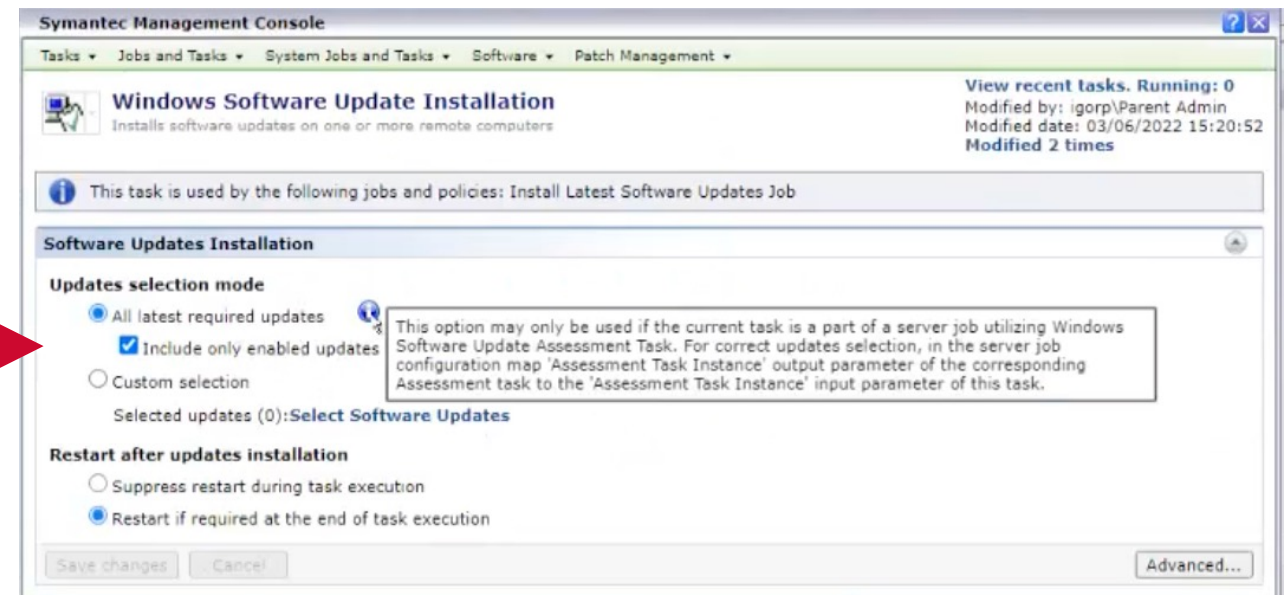 Symantec Management Console
Tasks Jobs and Tasks System Jobs and Tasks Software Patch Management
Windows Software Update Installation
Installs software updates on one or more remote computers
View recent tasks. Running: 0
Modified by: igorp\Parent Admin
Modified date: 03/06/2022 15:20:52
Modified 2 times
This task is used by the following jobs and policies: Install Latest Software Updates Job
Software Updates Installation
Updates selection mode
All latest required updates
Include only enabled updates
This option may only be used if the current task is a part of a server job utilizing Windows
Software Update Assessment Task. For correct updates selection, in the server job
configuration map 'Assessment Task Instance' output parameter of the corresponding
Assessment task to the 'Assessment Task Instance' input parameter of this task.
Custom selection
Selected updates (0):Select Software Updates
Restart after updates installation
Suppress restart during task execution
Restart if required at the end of task execution
Save changes Cancel Advanced...